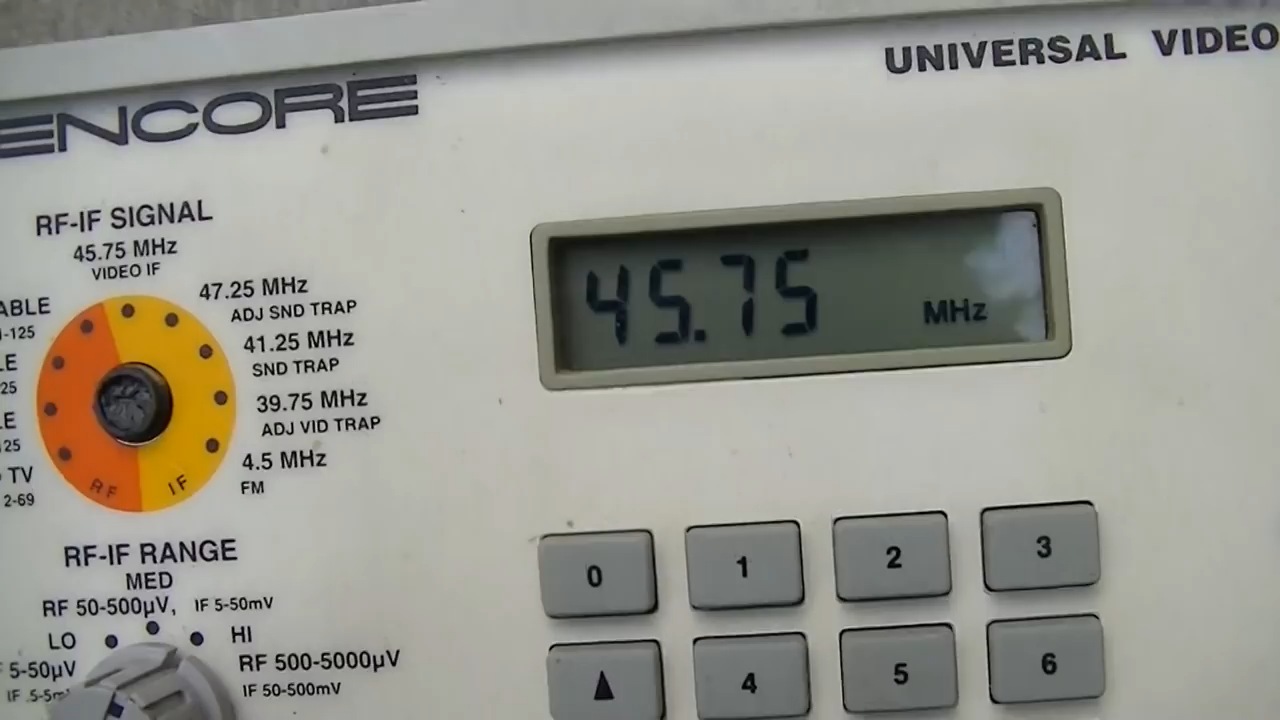 ENCORE
UNIVERSAL VIDEO
RF-IF SIGNAL
45.75 MHz
VIDEO IF
47.25 MHz
ADJ SND TRAP
41.25 MHz
SND TRAP
39.75 MHz
ADJ VID TRAP
4.5 MHz
FM
ABLE
-125
LE
25
LE
125
TV
2-69
RF IF
45.75 MHz
RF-IF RANGE
MED
RF 50-500µV, IF 5-50mV
LO
HI
5-50µV
RF 500-5000µV
IF .5-5m
IF 50-500mV
0 1 2 3
▲ 4 5 6